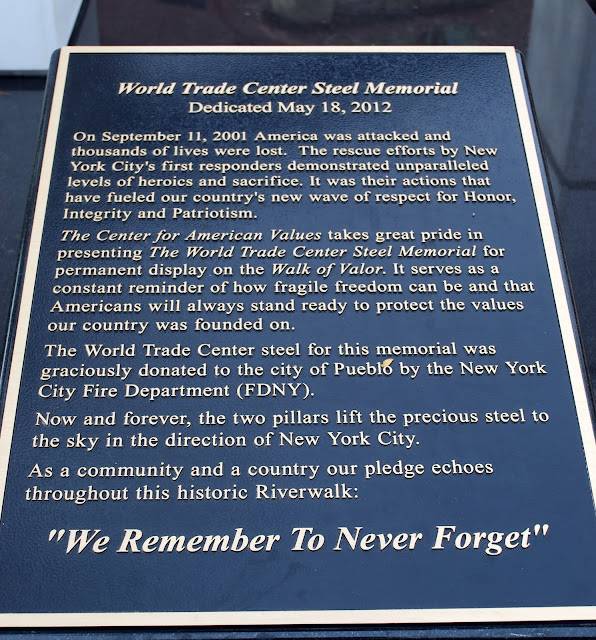 World Trade Center Steel Memorial
Dedicated May 18, 2012
On September 11, 2001 America was attacked and
thousands of lives were lost. The rescue efforts by New
York City's first responders demonstrated unparalleled
levels of heroics and sacrifice. It was their actions that
have fueled our country's new wave of respect for Honor,
Integrity and Patriotism.
The Center for American Values takes great pride in
presenting The World Trade Center Steel Memorial for
permanent display on the Walk of Valor. It serves as a
constant reminder of how fragile freedom can be and that
Americans will always stand ready to protect the values
our country was founded on.
The World Trade Center steel for this memorial was
graciously donated to the city of Pueblo by the New York
City Fire Department (FDNY).
Now and forever, the two pillars lift the precious steel to
the sky in the direction of New York City.
As a community and a country our pledge echoes
throughout this historic Riverwalk:
"We Remember To Never Forget"